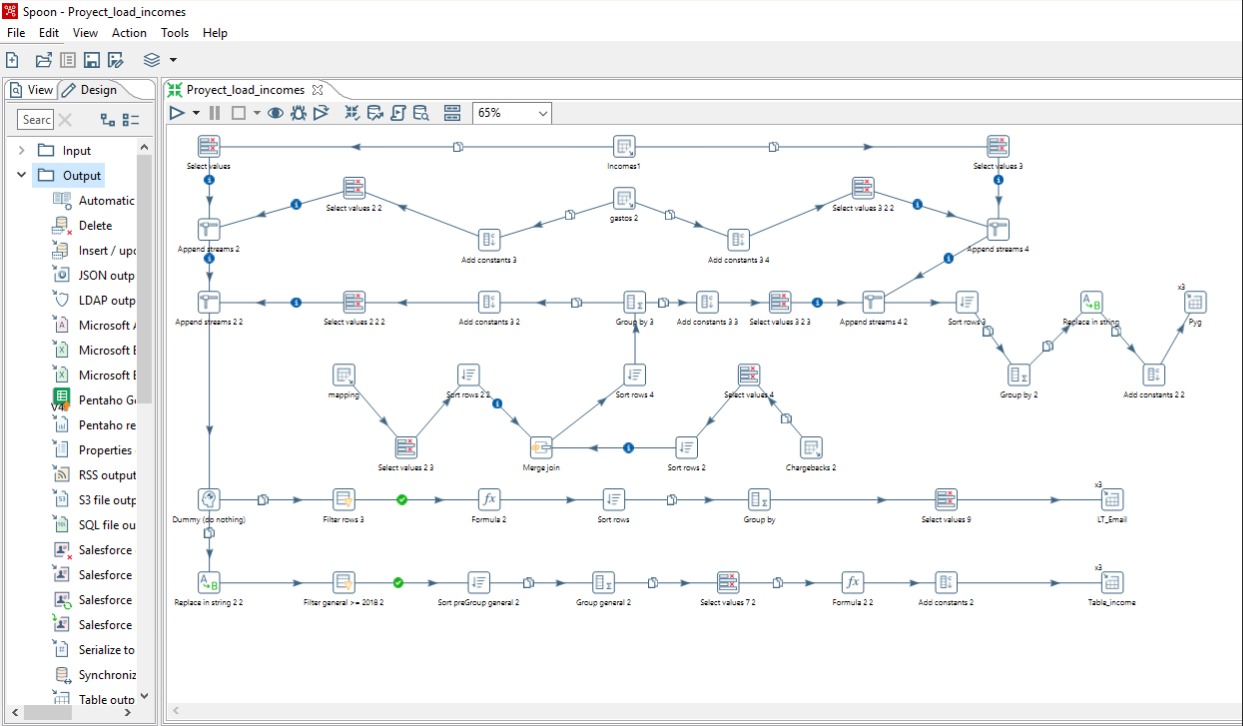 Spoon - Proyect_load_incomes
File Edit View Action Tools Help
View Design
Proyect_load_incomes
Searc
65%
Input
Output
Automatic
Delete
Insert / upd
JSON outp
LDAP outp
Microsoft A
Microsoft E
Microsoft E
Pentaho Go
V4
Pentaho re
Properties
RSS output
S3 file outp
SQL file ou
Salesforce
Salesforce
Salesforce
Salesforce
Serialize to
Synchroniz
Table outp
Select values
Incomes1
Select values 3
Select values 2 2
gastos 2
Select values 3 2 2
Append streams 2
Add constants 3
Add constants 3 4
Append streams 4
Append streams 2 2
Select values 2 2 2
Add constants 3 2
Group by 3
Add constants 3 3
Select values 3 2 3
Append streams 4 2
Sort rows 3
Replace in string
x3
Pyg
mapping
Sort rows 2 2
Sort rows 4
Select values 4
Group by 2
Add constants 2 2
Select values 2 3
Merge join
Sort rows 2
Chargebacks 2
Dummy (do nothing)
Filter rows 3
Formula 2
Sort rows
Group by
Select values 9
x3
LT_Email
Replace in string 2 2
Filter general >= 2018 2
Sort preGroup general 2
Group general 2
Select values 7 2
Formula 2 2
Add constants 2
x3
Table_income